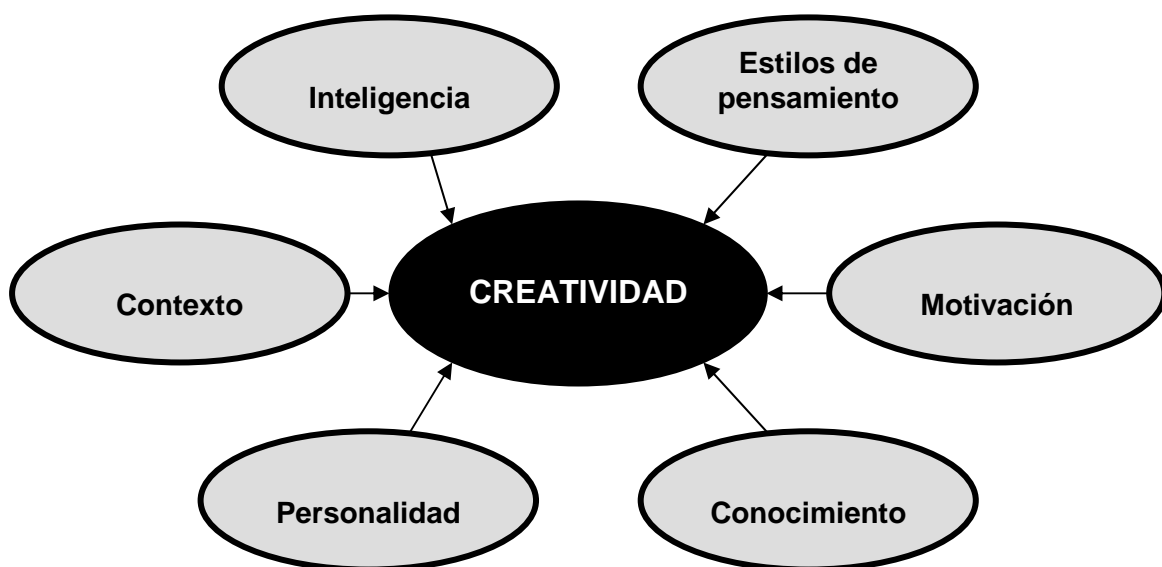 Inteligencia
Estilos de
pensamiento
Contexto
CREATIVIDAD
Motivación
Personalidad
Conocimiento